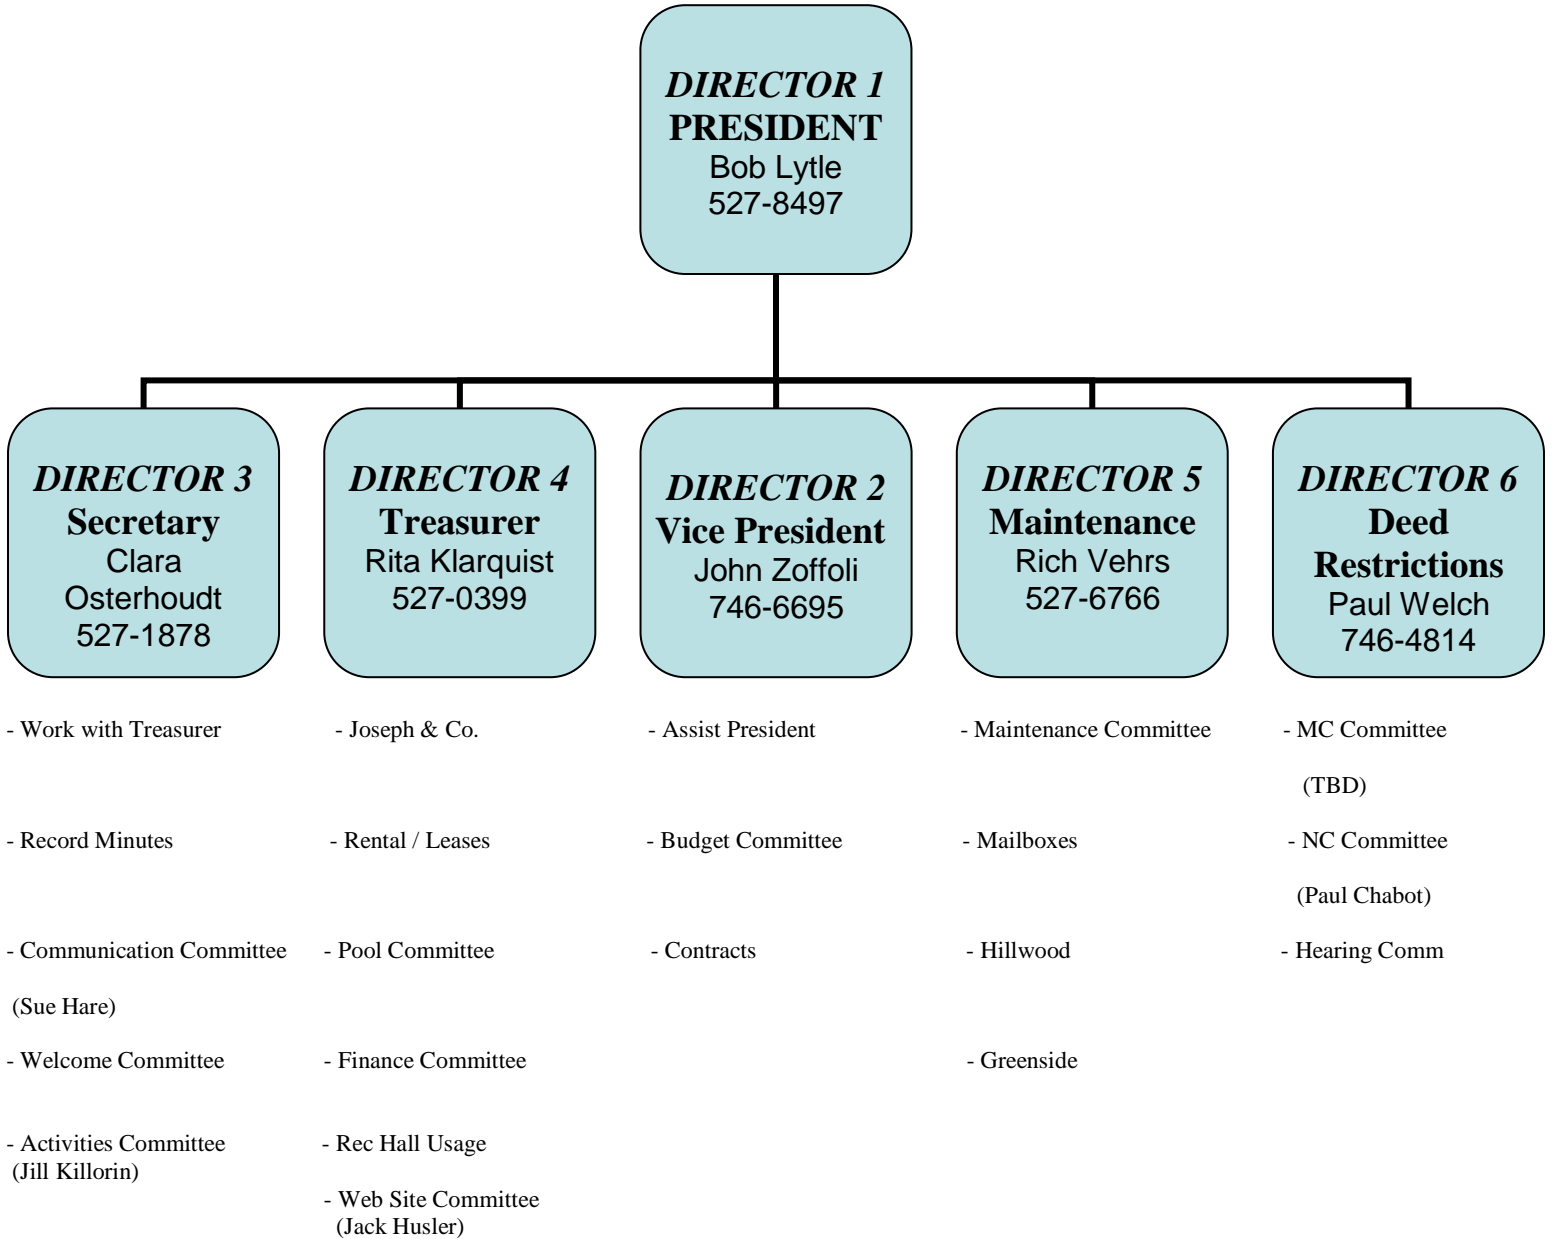 DIRECTOR 1
PRESIDENT
Bob Lytle
527-8497
DIRECTOR 3
Secretary
Clara
Osterhoudt
527-1878
DIRECTOR 4
Treasurer
Rita Klarquist
527-0399
DIRECTOR 2
Vice President
John Zoffoli
746-6695
DIRECTOR 5
Maintenance
Rich Vehrs
527-6766
DIRECTOR 6
Deed
Restrictions
Paul Welch
746-4814
- Work with Treasurer
- Record Minutes
- Communication Committee
(Sue Hare)
- Welcome Committee
- Activities Committee
(Jill Killorin)
- Joseph & Co.
- Rental / Leases
- Pool Committee
- Finance Committee
- Rec Hall Usage
- Web Site Committee
(Jack Husler)
- Assist President
- Budget Committee
- Contracts
- Maintenance Committee
- Mailboxes
- Hillwood
- Greenside
- MC Committee
(TBD)
- NC Committee
(Paul Chabot)
- Hearing Comm